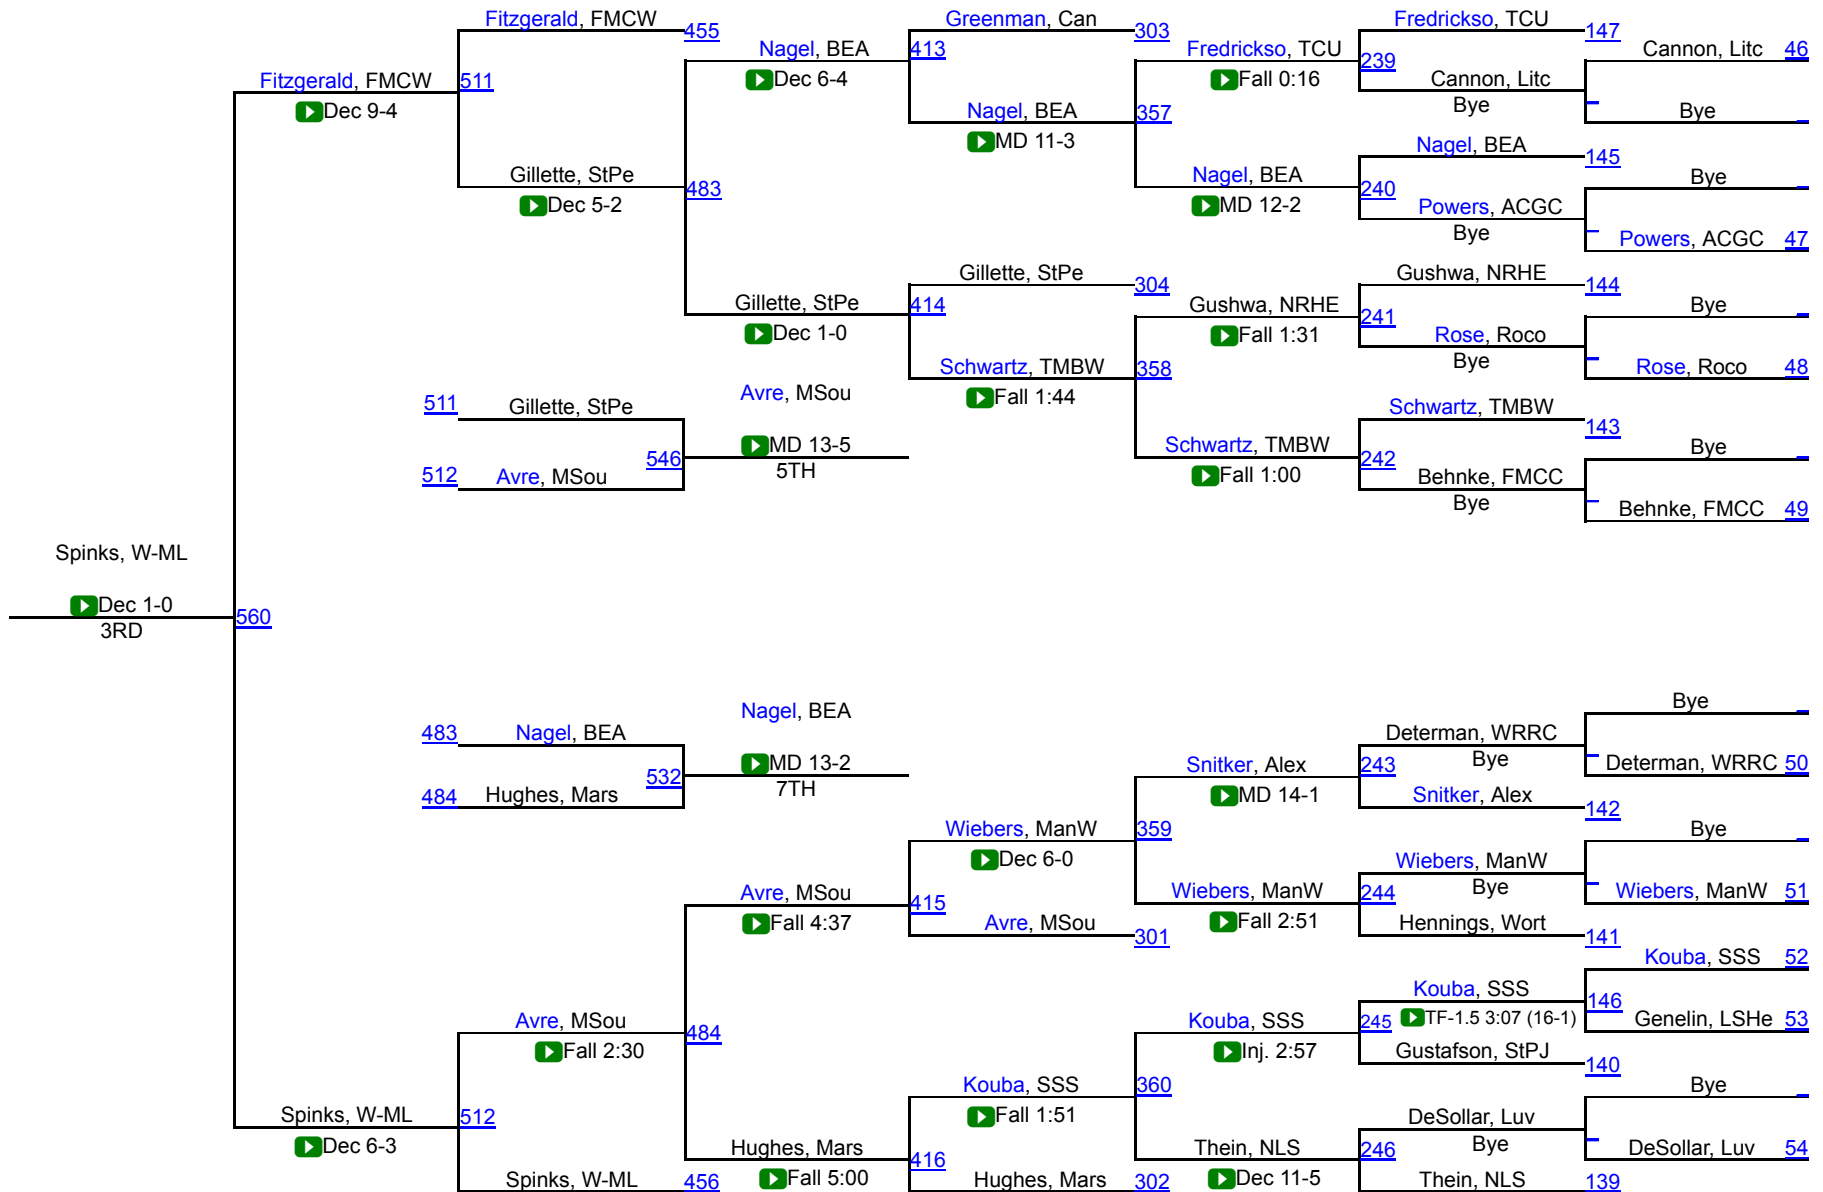 Fitzgerald, FMCW
455
Greenman, Can
303
Fredrickso, TCU
147
Nagel, BEA
413
Fredrickso, TCU
239
Cannon, Litc 46
Fitzgerald, FMCW
511
Dec 6-4
Fall 0:16
Cannon, Litc
Bye
Dec 9-4
Nagel, BEA
357
Bye
MD 11-3
Nagel, BEA
145
Gillette, StPe
483
Nagel, BEA
240
Bye
Dec 5-2
MD 12-2
Powers, ACGC
Bye
Powers, ACGC 47
Gillette, StPe
304
Gushwa, NRHE
144
Gillette, StPe
414
Gushwa, NRHE
241
Bye
Dec 1-0
Fall 1:31
Rose, Roco
Bye
Schwartz, TMBW
358
Rose, Roco 48
Avre, MSou
Fall 1:44
511
Gillette, StPe
Schwartz, TMBW
143
MD 13-5
546
5TH
Schwartz, TMBW
242
Bye
512
Avre, MSou
Fall 1:00
Behnke, FMCC
Bye
Behnke, FMCC 49
Spinks, W-ML
Dec 1-0
560
3RD
Nagel, BEA
Bye
483
Nagel, BEA
Determan, WRRC
Bye
MD 13-2
532
7TH
Snitker, Alex
243
Determan, WRRC 50
484
Hughes, Mars
MD 14-1
Snitker, Alex
142
Wiebers, ManW
359
Bye
Dec 6-0
Wiebers, ManW
Bye
Avre, MSou
415
Wiebers, ManW
244
Wiebers, ManW 51
Fall 4:37
Avre, MSou
301
Fall 2:51
Hennings, Wort
141
Kouba, SSS 52
Kouba, SSS
146
Avre, MSou
484
Kouba, SSS
245
TF-1.5 3:07 (16-1)
Genelin, LSHe 53
Fall 2:30
Inj. 2:57
Gustafson, StPJ
140
Kouba, SSS
360
Bye
Spinks, W-ML
512
Fall 1:51
DeSollar, Luv
Bye
Dec 6-3
Hughes, Mars
416
Thein, NLS
246
DeSollar, Luv 54
Spinks, W-ML
456
Fall 5:00
Hughes, Mars
302
Dec 11-5
Thein, NLS
139